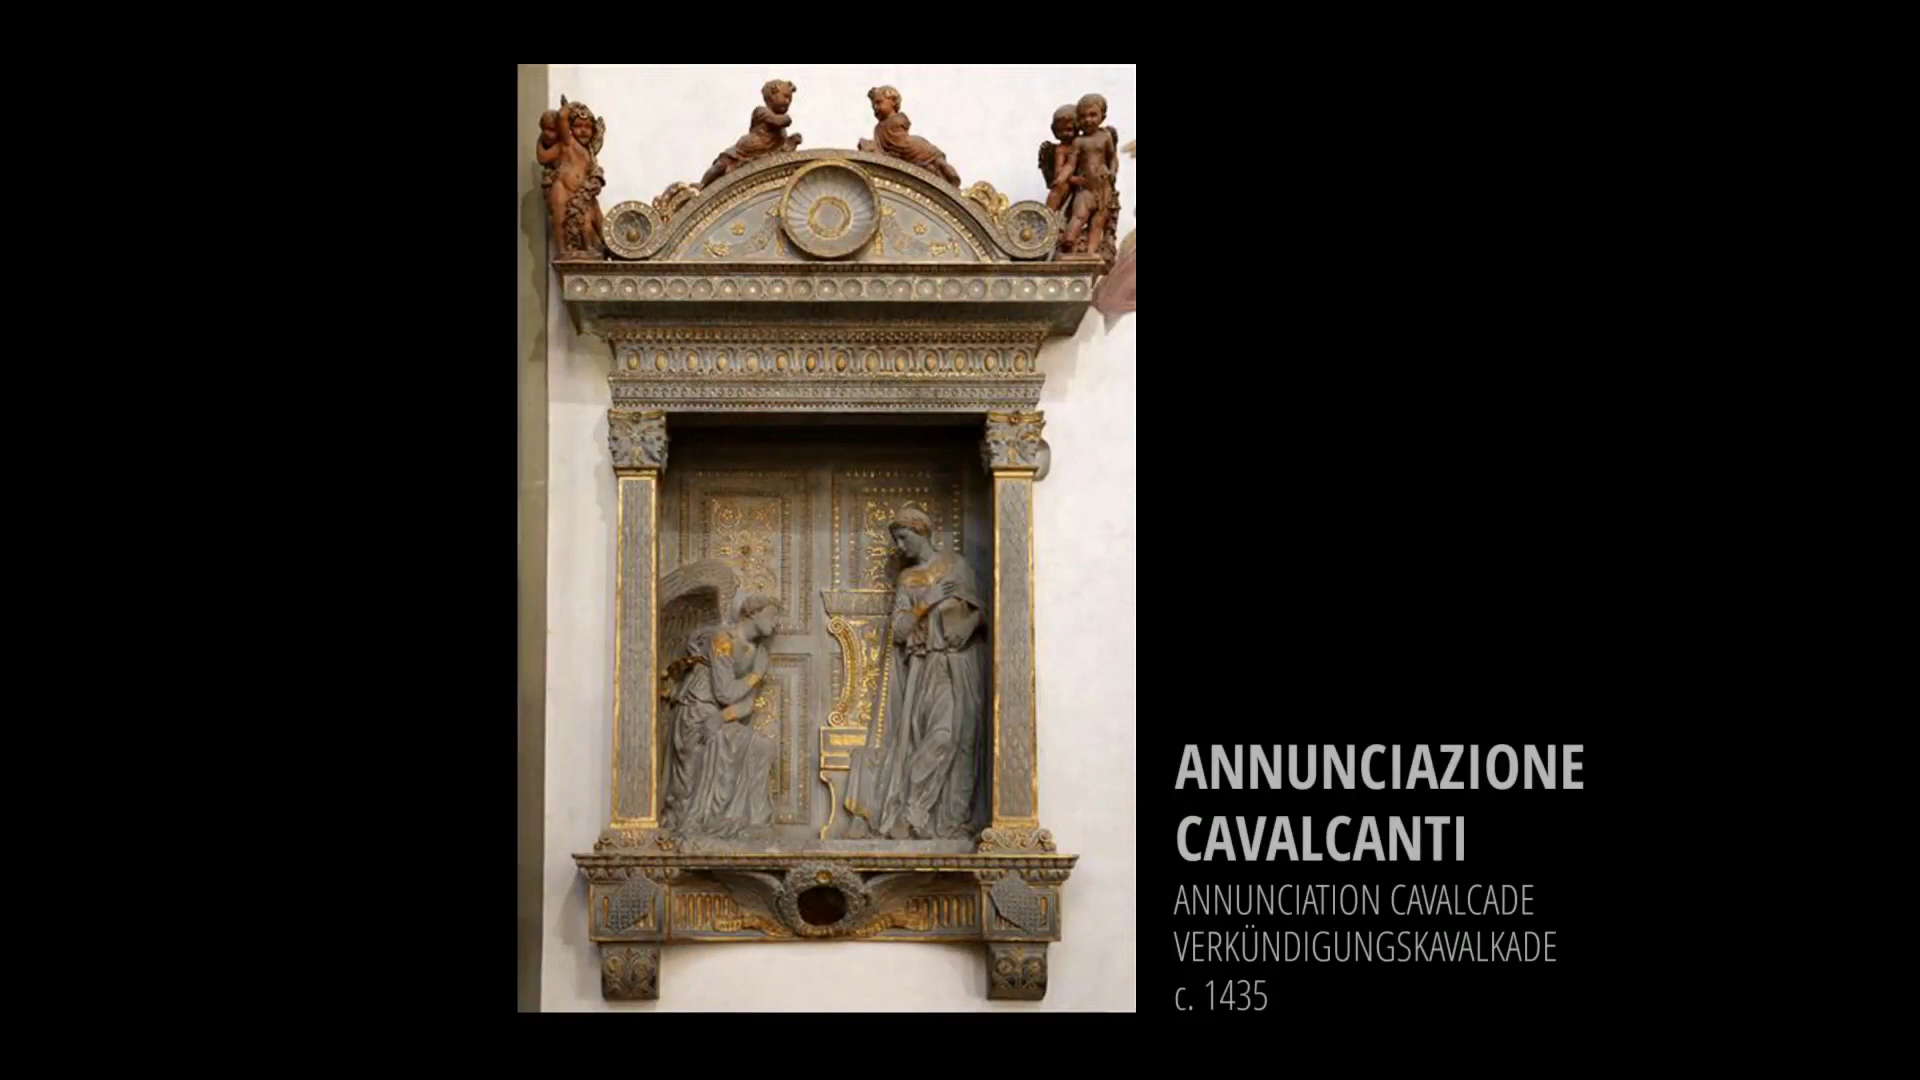 ANNUNCIAZIONE
CAVALCANTI
ANNUNCIATION CAVALCADE
VERKÜNDIGUNGSKAVALKADE
c. 1435